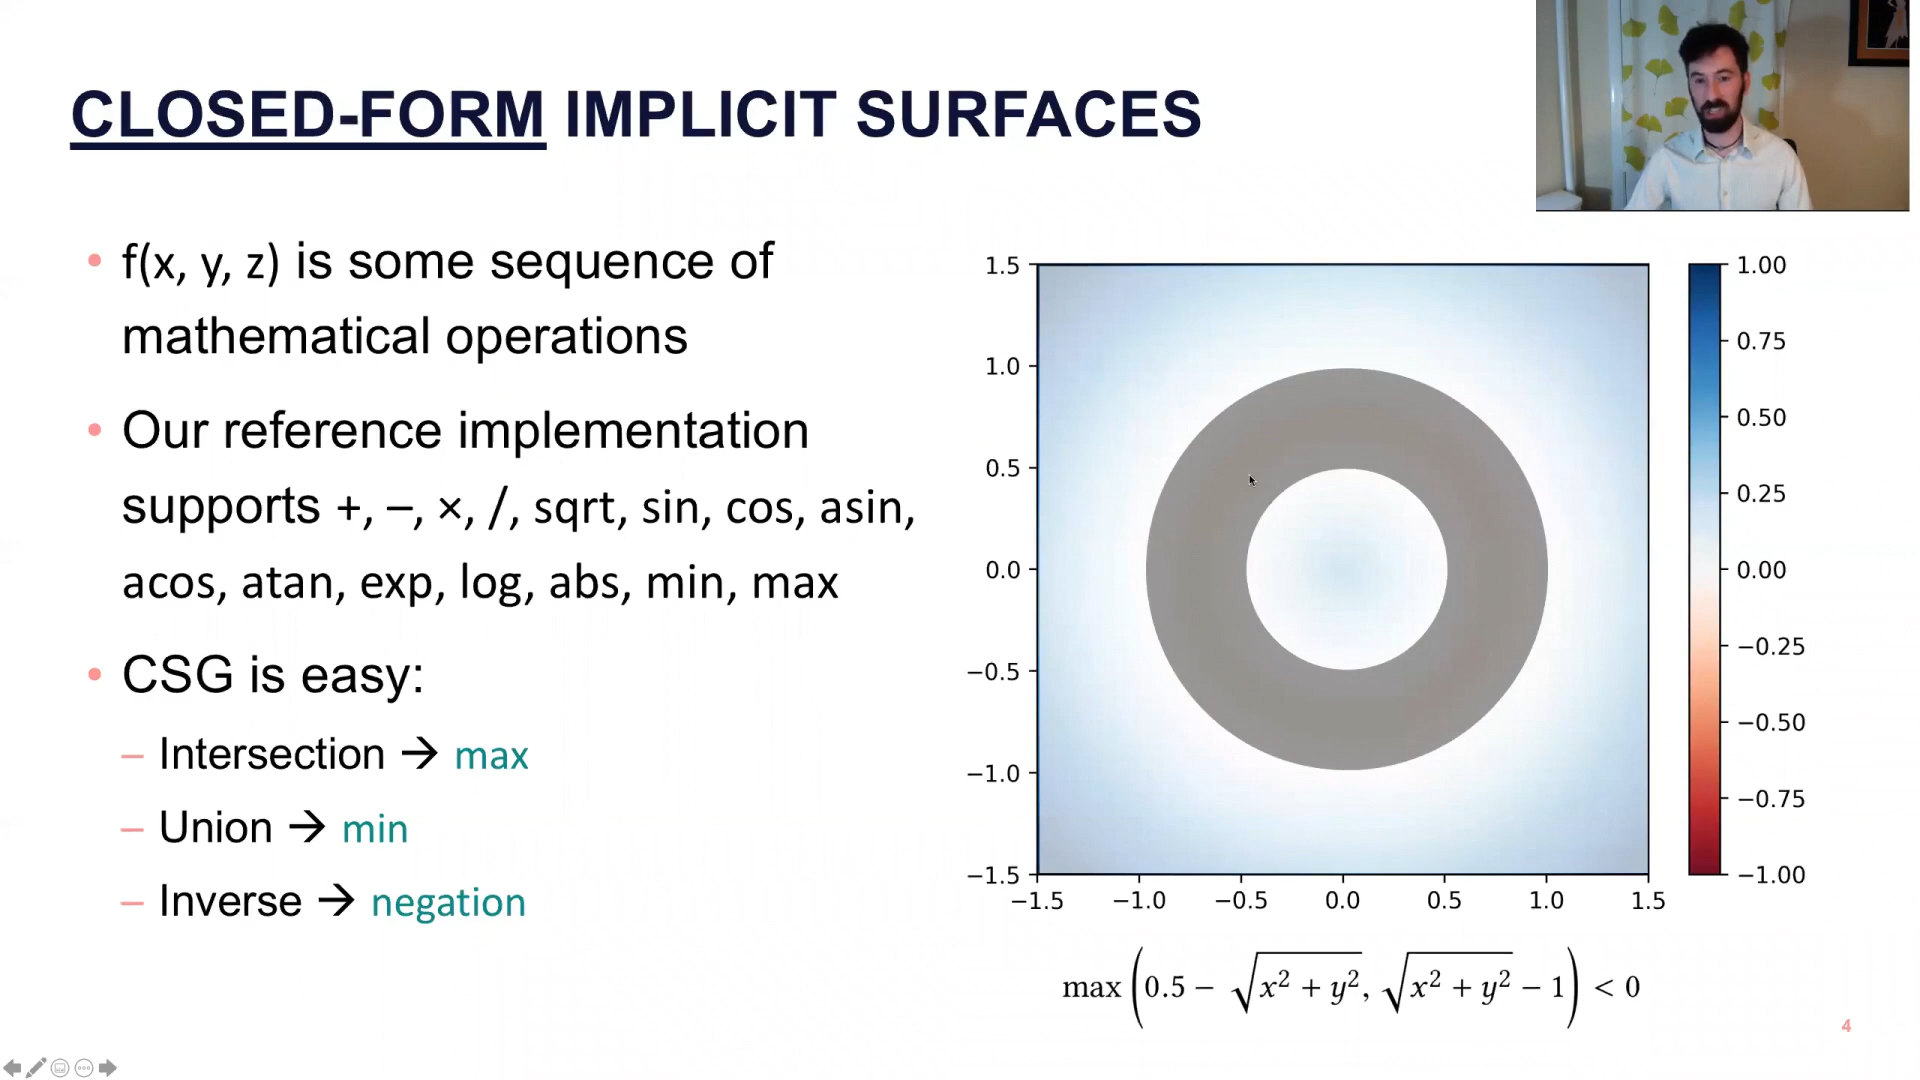 CLOSED-FORM IMPLICIT SURFACES
• f(x, y, z) is some sequence of
mathematical operations
• Our reference implementation
supports +, –, ×, /, sqrt, sin, cos, asin,
acos, atan, exp, log, abs, min, max
• CSG is easy:
– Intersection → max
– Union → min
– Inverse → negation
1.5
1.0
0.5
0.0
−0.5
−1.0
−1.5
−1.5 −1.0 −0.5 0.0 0.5 1.0 1.5
1.00
0.75
0.50
0.25
0.00
−0.25
−0.50
−0.75
−1.00
max(0.5 − √x² + y², √x² + y² − 1) < 0
4